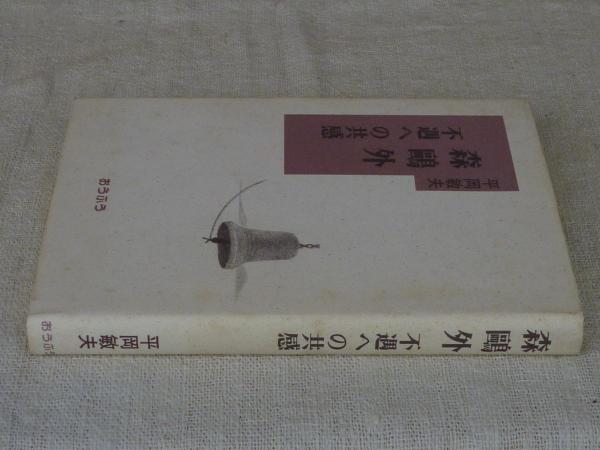 森鷗外
不遇への共感
平岡敏夫
おうふう
森鷗外 不遇への共感 平岡敏夫 おうふう